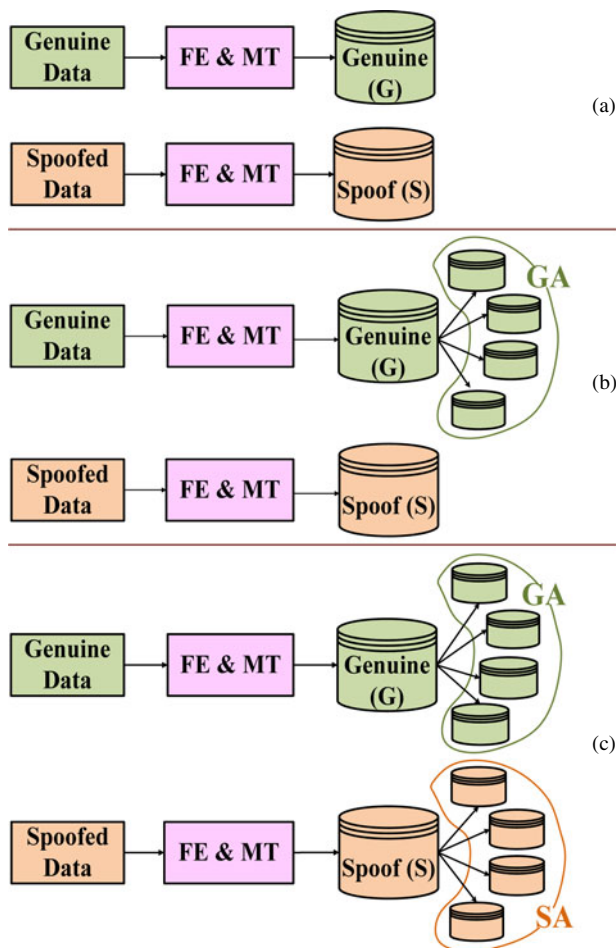 Genuine
Data
FE & MT
Genuine
(G)
(a)
Spoofed
Data
FE & MT
Spoof (S)
Genuine
Data
FE & MT
Genuine
(G)
GA
(b)
Spoofed
Data
FE & MT
Spoof (S)
Genuine
Data
FE & MT
Genuine
(G)
GA
(c)
Spoofed
Data
FE & MT
Spoof (S)
SA